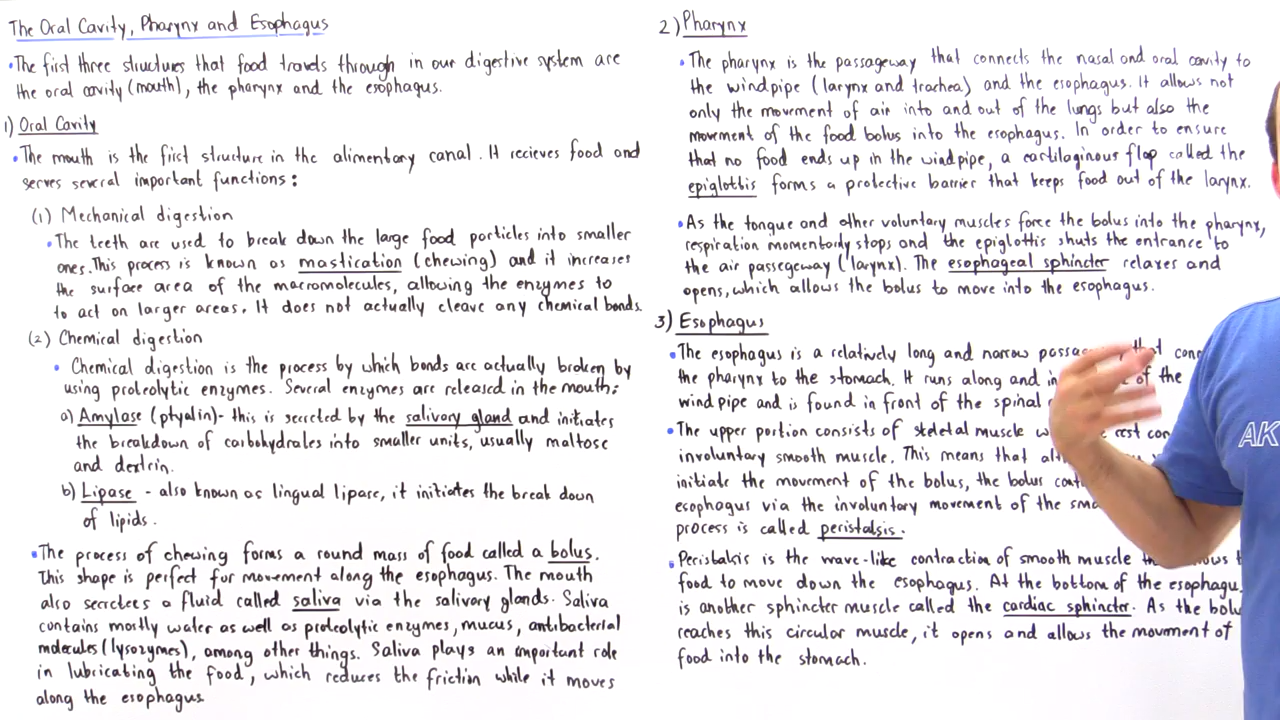 The Oral Cavity, Pharynx and Esophagus
•The first three structures that food travels through in our digestive system are
the oral cavity (mouth), the pharynx and the esophagus.
1) Oral Cavity
•The mouth is the first structure in the alimentary canal. It recieves food and
serves several important functions:
(1) Mechanical digestion
•The teeth are used to break down the large food particles into smaller
ones. This process is known as mastication (chewing) and it increases
the surface area of the macromolecules, allowing the enzymes to
to act on larger areas. It does not actually cleave any chemical bonds.
(2) Chemical digestion
• Chemical digestion is the process by which bonds are actually broken by
using proteolytic enzymes. Several enzymes are released in the mouth:
a) Amylase (ptyalin)- this is secreted by the salivary gland and initiates
the breakdown of carbohydrates into smaller units, usually maltose
and dextrin.
b) Lipase - also known as lingual lipase, it initiates the break down
of lipids.
•The process of chewing forms a round mass of food called a bolus.
This shape is perfect for movement along the esophagus. The mouth
also secretes a fluid called saliva via the salivary glands. Saliva
contains mostly water as well as proteolytic enzymes, mucus, antibacterial
molecules (lysozymes), among other things. Saliva plays an important role
in lubricating the food, which reduces the friction while it moves
along the esophagus.
2) Pharynx
• The pharynx is the passageway that connects the nasal and oral cavity to
the windpipe (larynx and trachea) and the esophagus. It allows not
only the movement of air into and out of the lungs but also the
movement of the food bolus into the esophagus. In order to ensure
that no food ends up in the windpipe, a cartilaginous flap called the
epiglottis forms a protective barrier that keeps food out of the larynx.
•As the tongue and other voluntary muscles force the bolus into the pharynx,
respiration momentarily stops and the epiglottis shuts the entrance to
the air passegeway (larynx). The esophageal sphincter relaxes and
opens, which allows the bolus to move into the esophagus.
3) Esophagus
•The esophagus is a relatively long and narrow that
the pharynx to the stomach. It runs along and in of the
wind pipe and is found in front of the spinal
•The upper portion consists of skeletal muscle rest
involuntary smooth muscle. This means that
initiate the movement of the bolus, the bolus
esophagus via the involuntary movement of the
process is called peristalsis.
•Peristalsis is the wave-like contraction of smooth muscle
food to move down the esophagus. At the bottom of the
is another sphincter muscle called the cardiac sphincter. As the
reaches this circular muscle, it opens and allows the movement of
food into the stomach.
AK